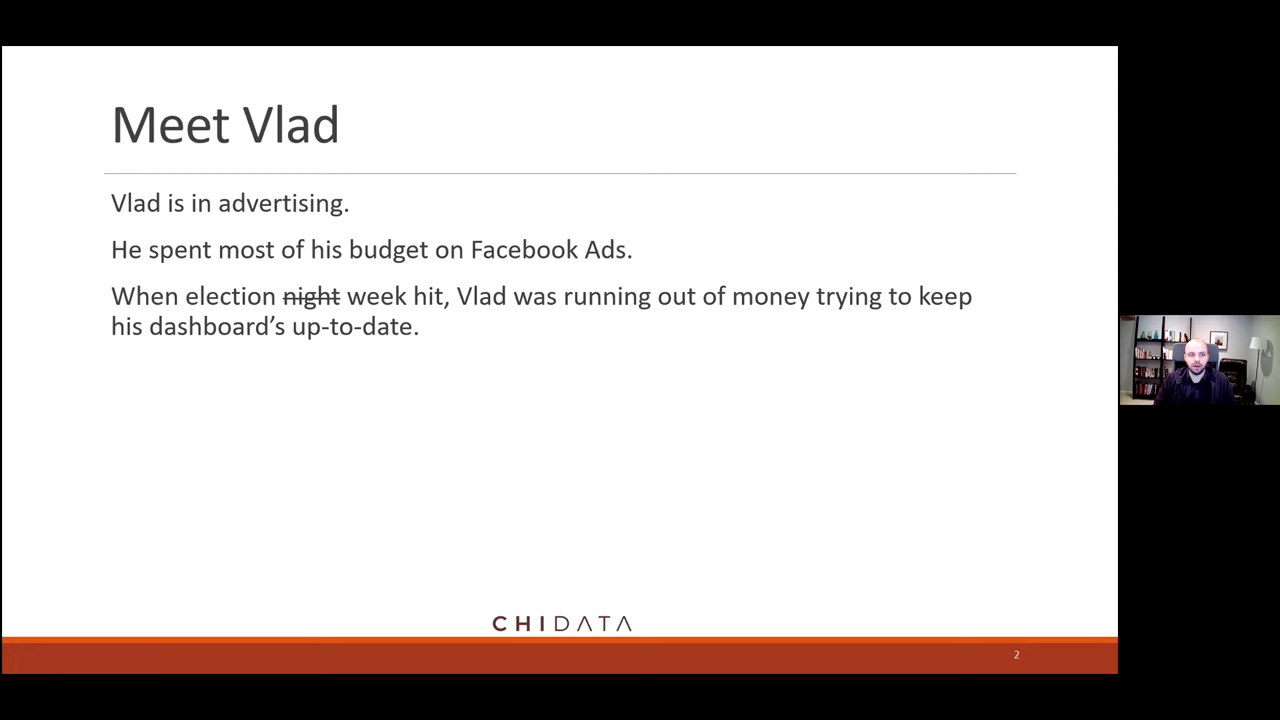 Meet Vlad
Vlad is in advertising.
He spent most of his budget on Facebook Ads.
When election night week hit, Vlad was running out of money trying to keep
his dashboard’s up-to-date.
CHIDATA
2